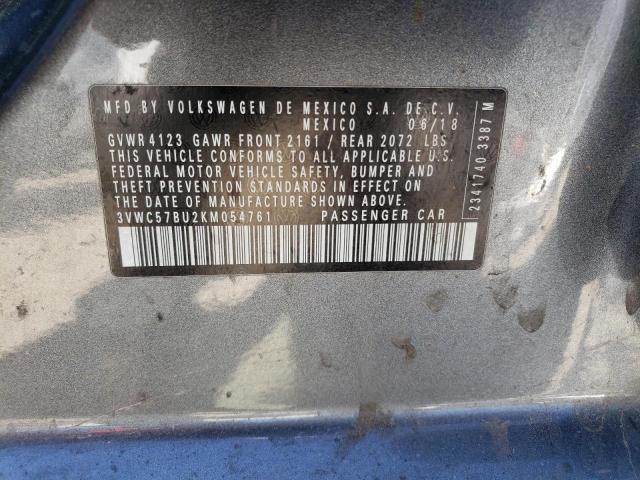 MFD BY VOLKSWAGEN DE MEXICO S.A. DE C.V.
MEXICO 06/18
GVWR 4123 GAWR FRONT 2161 / REAR 2072 LBS
THIS VEHICLE CONFORMS TO ALL APPLICABLE U.S.
FEDERAL MOTOR VEHICLE SAFETY, BUMPER AND
THEFT PREVENTION STANDARDS IN EFFECT ON
THE DATE OF MANUFACTURE SHOWN ABOVE.
3VWC57BU2KM054761 PASSENGER CAR
2341740 3387 M